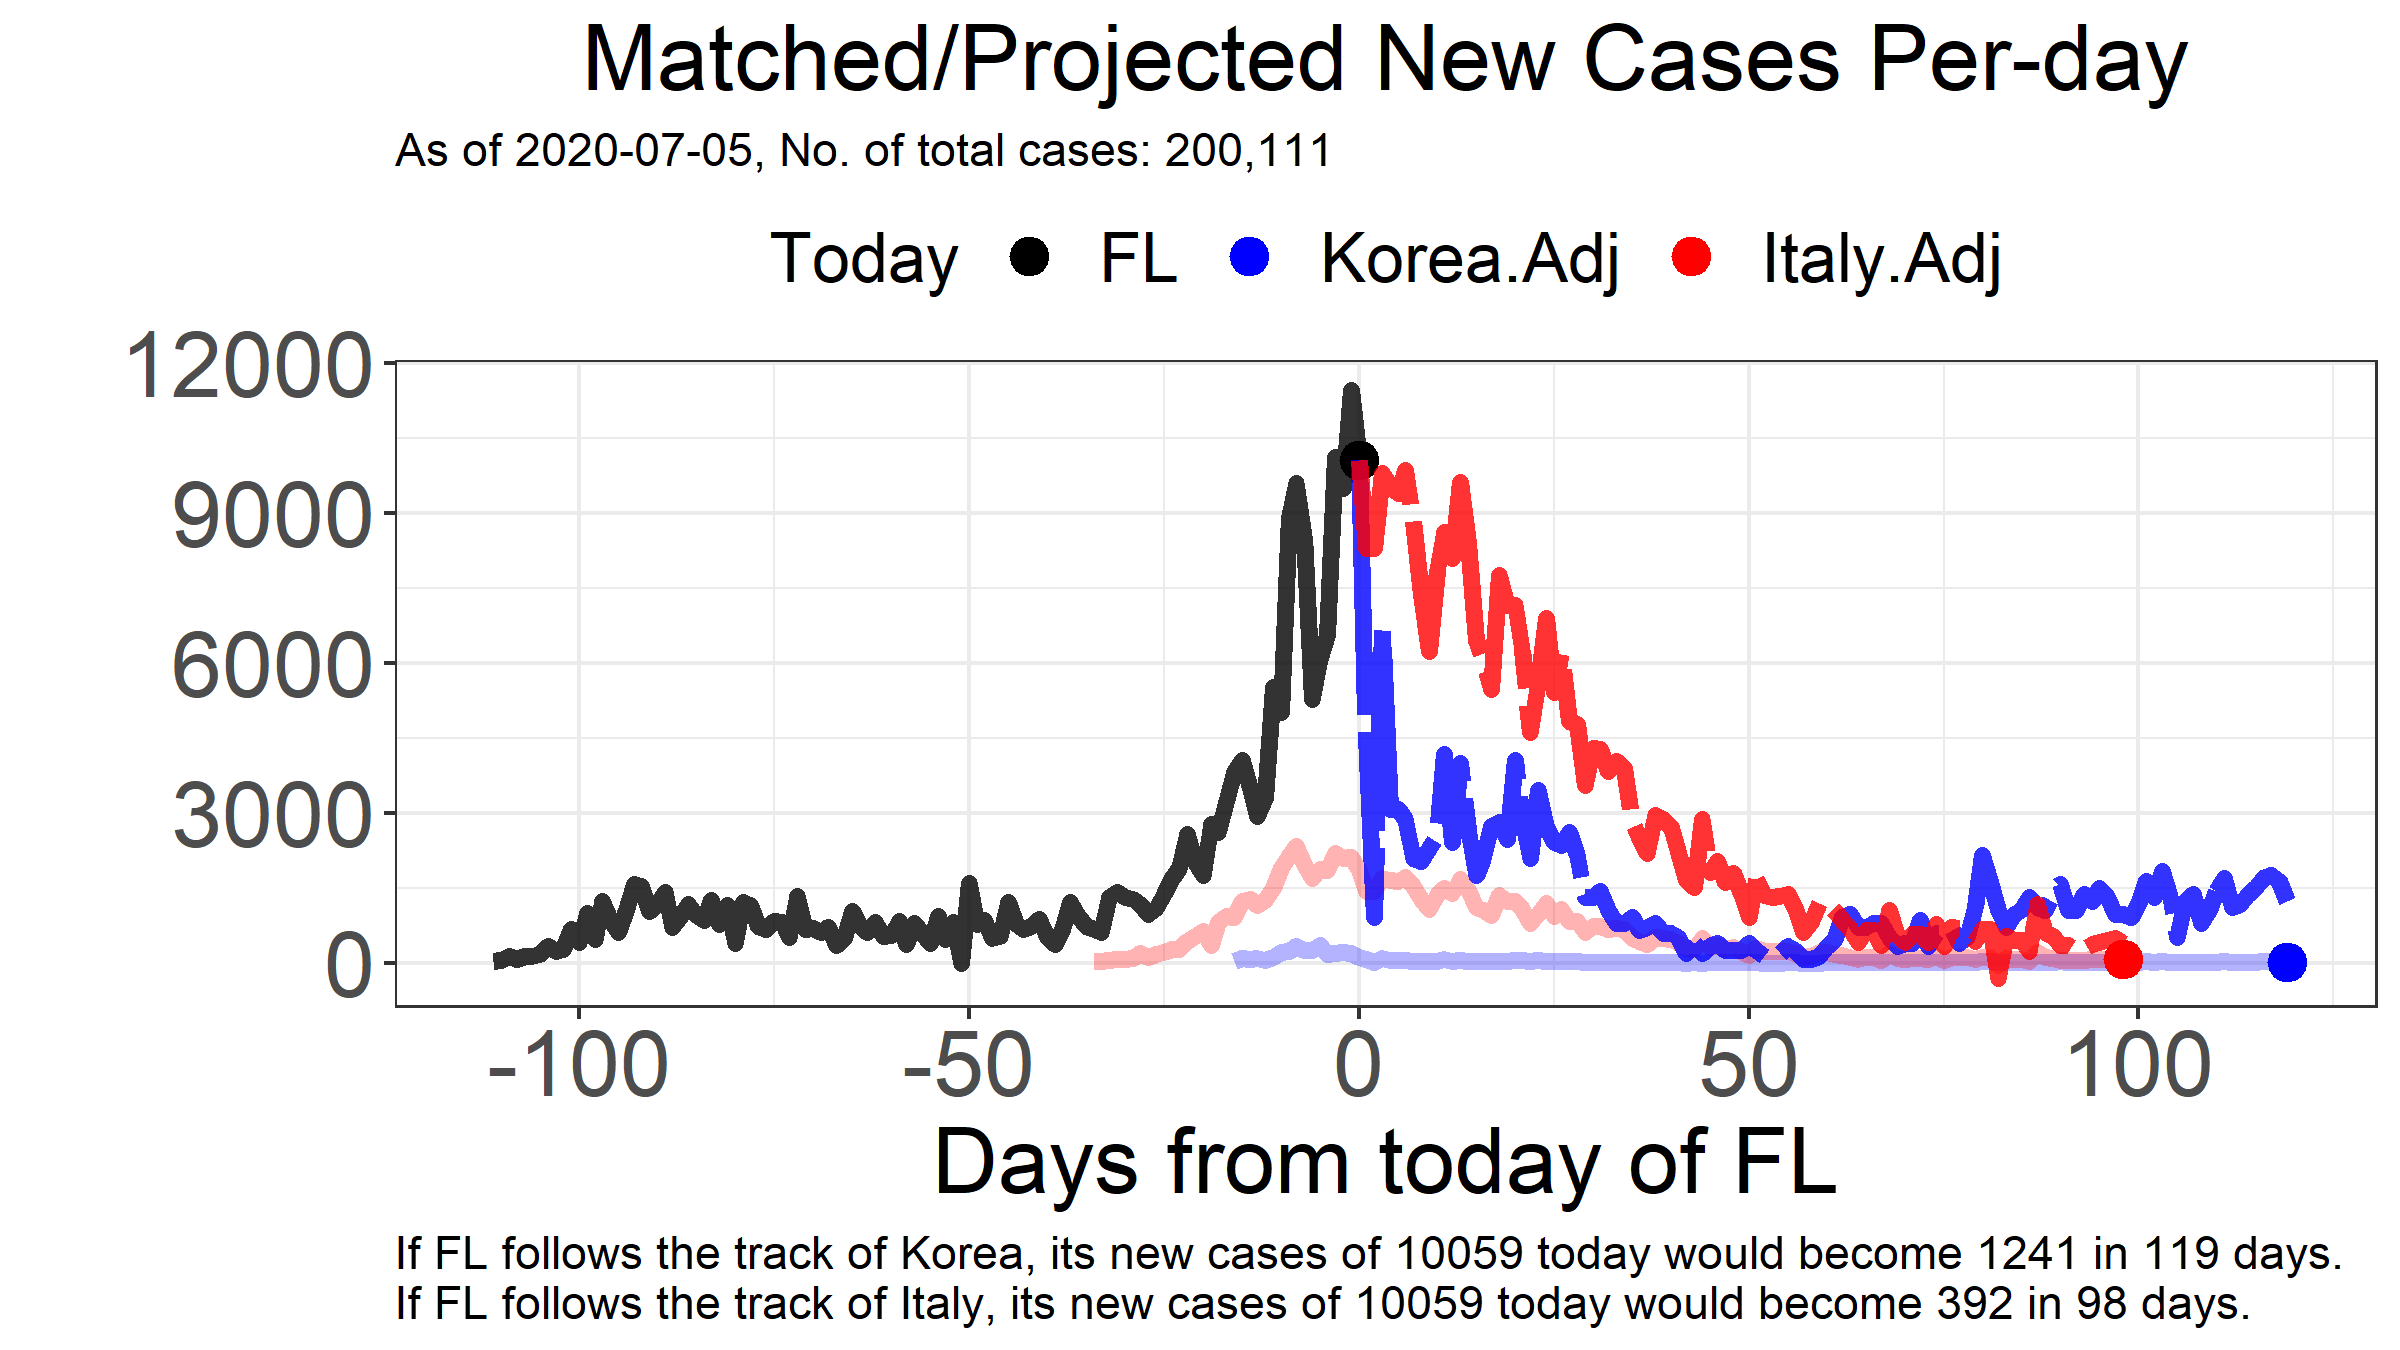 Matched/Projected New Cases Per-day
As of 2020-07-05, No. of total cases: 200,111
Today FL Korea.Adj Italy.Adj
12000
9000
6000
3000
0
-100 -50 0 50 100
Days from today of FL
If FL follows the track of Korea, its new cases of 10059 today would become 1241 in 119 days.
If FL follows the track of Italy, its new cases of 10059 today would become 392 in 98 days.